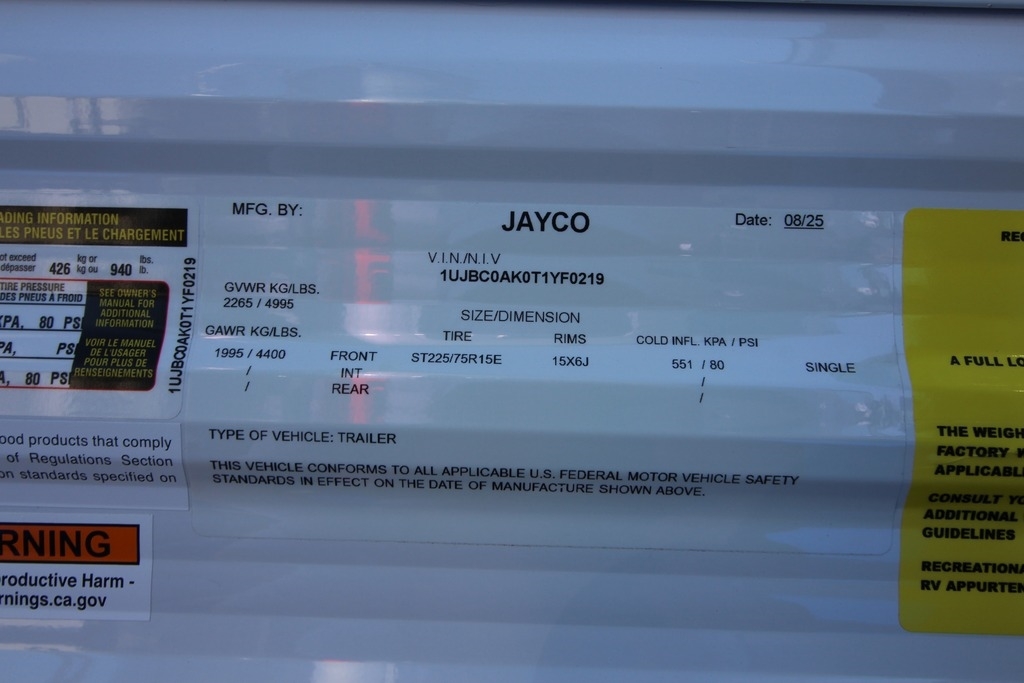 ADING INFORMATION
LES PNEUS ET LE CHARGEMENT
ot exceed
dépasser 426 kg or kg ou 940 lbs. lb.
TIRE PRESSURE
DES PNEUS A FROID
KPA, 80 PSI
PA, PSI
A, 80 PSI
SEE OWNER'S
MANUAL FOR
ADDITIONAL
INFORMATION
VOIR LE MANUEL
DE L'USAGER
POUR PLUS DE
RENSEIGNEMENTS
1UJBC0AK0T1YF0219
ood products that comply
of Regulations Section
on standards specified on
RNING
roductive Harm -
rnings.ca.gov
MFG. BY: JAYCO Date: 08/25
V.I.N/N.I.V
1UJBC0AK0T1YF0219
GVWR KG/LBS.
2265 / 4995
SIZE/DIMENSION
GAWR KG/LBS. TIRE RIMS COLD INFL. KPA / PSI
1995 / 4400 FRONT ST225/75R15E 15X6J 551 / 80 SINGLE
/ INT /
/ REAR /
TYPE OF VEHICLE: TRAILER
THIS VEHICLE CONFORMS TO ALL APPLICABLE U.S. FEDERAL MOTOR VEHICLE SAFETY
STANDARDS IN EFFECT ON THE DATE OF MANUFACTURE SHOWN ABOVE.
REC
A FULL LO
THE WEIGH
FACTORY W
APPLICABLE
CONSULT YO
ADDITIONAL
GUIDELINES
RECREATIONA
RV APPURTEN